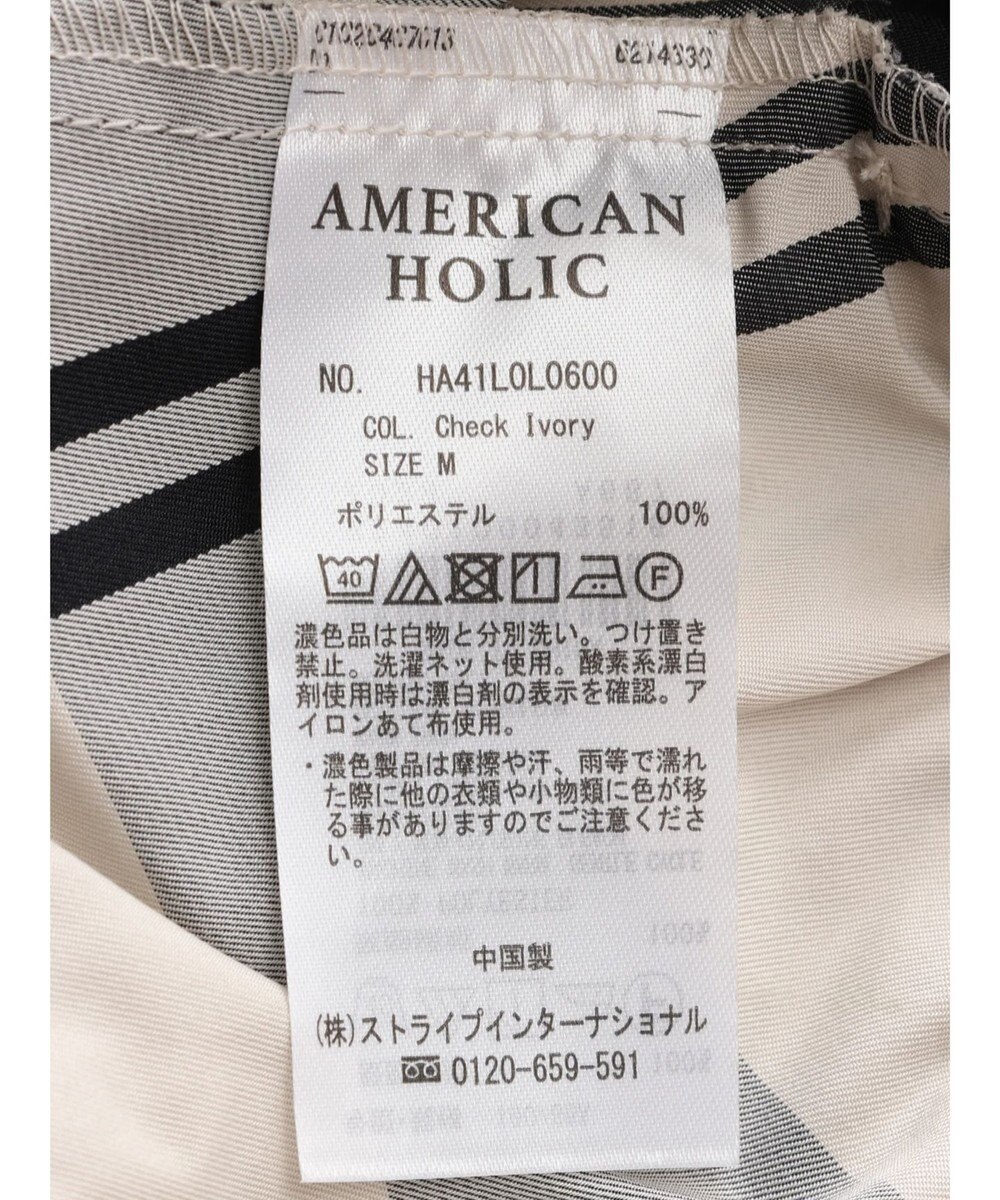 AMERICAN
HOLIC
NO. HA41L0L0600
COL. Check Ivory
SIZE M
ポリエステル 100%
40 F
濃色品は白物と分別洗い。つけ置き
禁止。洗濯ネット使用。酸素系漂白
剤使用時は漂白剤の表示を確認。ア
イロンあて布使用。
・濃色製品は摩擦や汗、雨等で濡れ
た際に他の衣類や小物類に色が移
る事がありますのでご注意くださ
い。
中国製
(株)ストライプインターナショナル
0120-659-591